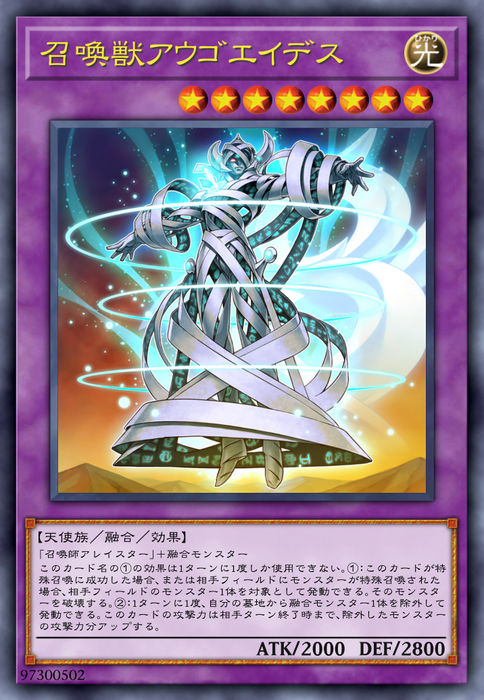 召喚獣アウゴエイデス
ひかり
光
【天使族／融合／効果】
「召喚師アレイスター」＋融合モンスター
このカード名の①の効果は1ターンに1度しか使用できない。①：このカードが特
殊召喚に成功した場合、または相手フィールドにモンスターが特殊召喚された
場合、相手フィールドのモンスター1体を対象として発動できる。そのモンスタ
ーを破壊する。②：1ターンに1度、自分の墓地から融合モンスター1体を除外して
発動できる。このカードの攻撃力は相手ターン終了時まで、除外したモンスター
の攻撃力分アップする。
ATK/2000 DEF/2800
97300502